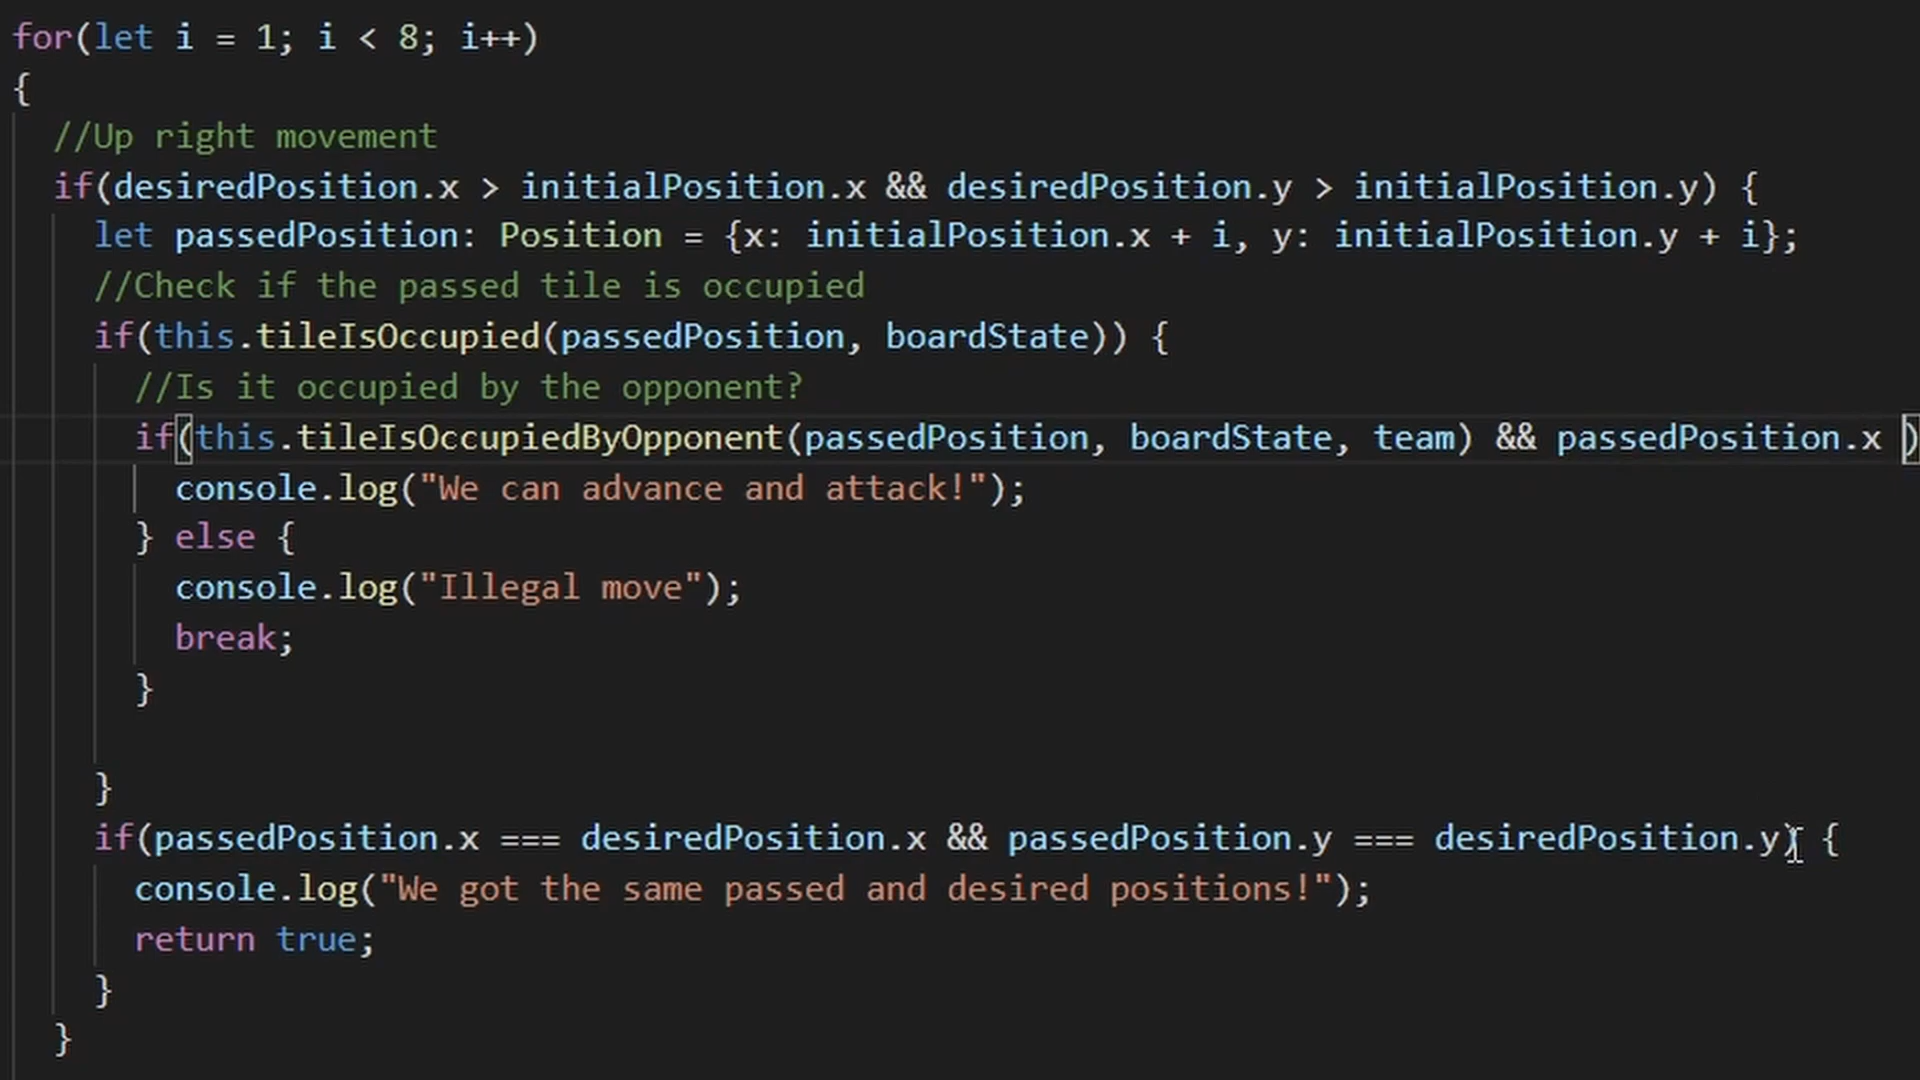 for(let i = 1; i < 8; i++)
{
//Up right movement
if(desiredPosition.x > initialPosition.x && desiredPosition.y > initialPosition.y) {
let passedPosition: Position = {x: initialPosition.x + i, y: initialPosition.y + i};
//Check if the passed tile is occupied
if(this.tileIsOccupied(passedPosition, boardState)) {
//Is it occupied by the opponent?
if(this.tileIsOccupiedByOpponent(passedPosition, boardState, team) && passedPosition.x )
console.log("We can advance and attack!");
} else {
console.log("Illegal move");
break;
}
}
if(passedPosition.x === desiredPosition.x && passedPosition.y === desiredPosition.y) {
console.log("We got the same passed and desired positions!");
return true;
}
}